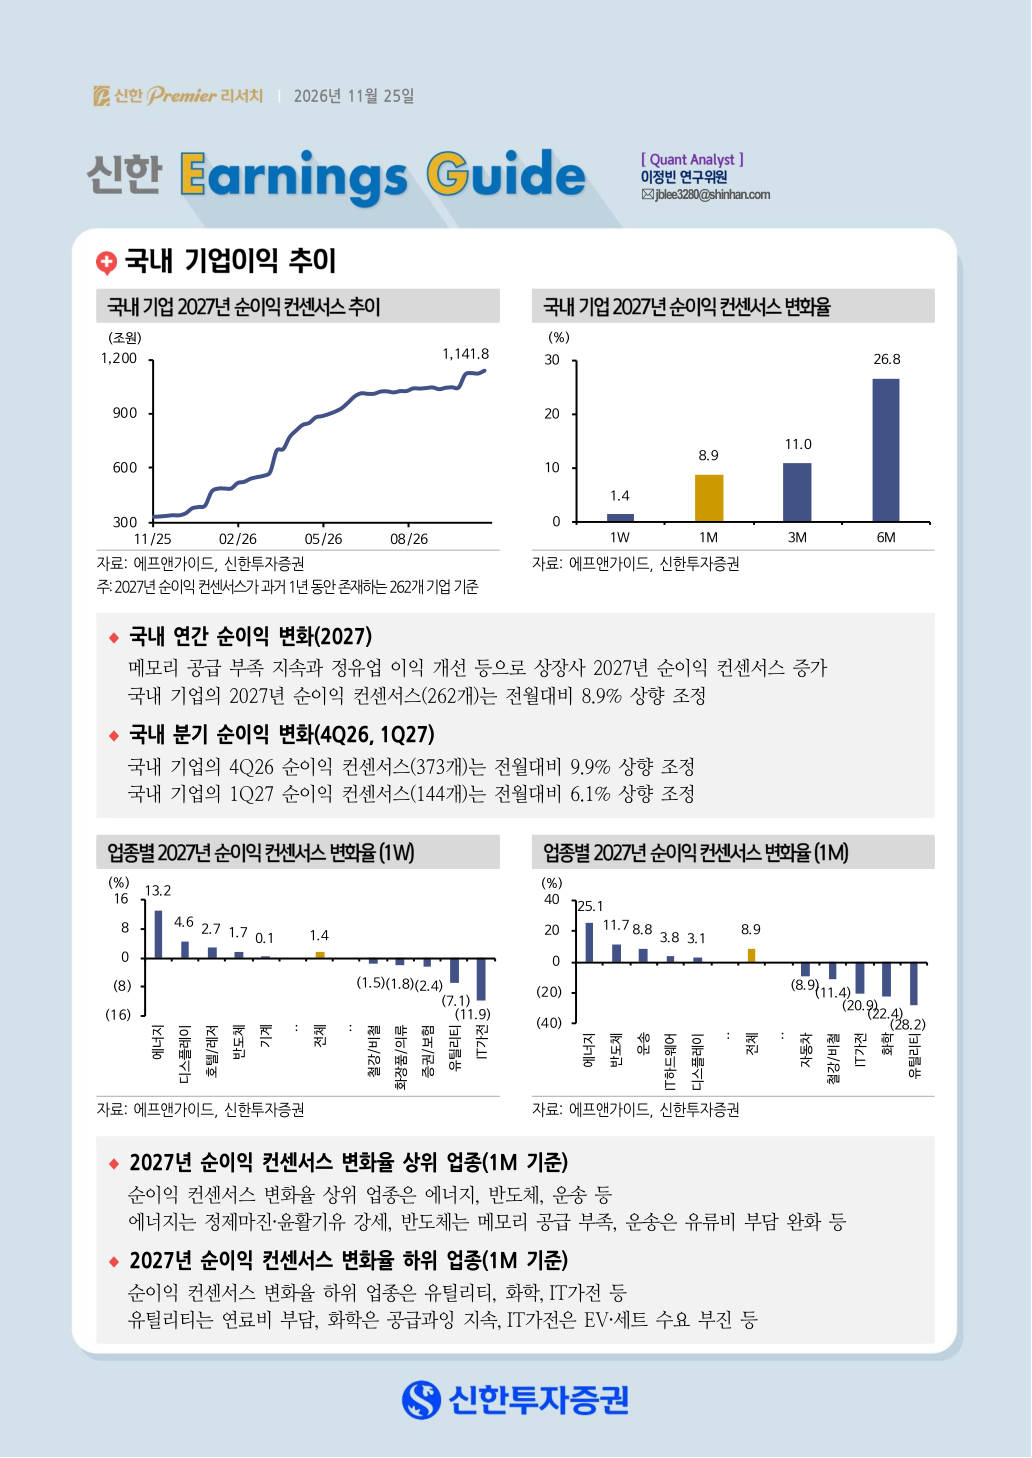 신한 Premier 리서치 | 2026년 11월 25일
신한 Earnings Guide
[ Quant Analyst ]
이정빈 연구위원
jblee3280@shinhan.com
국내 기업이익 추이
국내 기업 2027년 순이익 컨센서스 추이
(조원)
1,200
900
600
300
1,141.8
11/25 02/26 05/26 08/26
자료: 에프앤가이드, 신한투자증권
주: 2027년 순이익 컨센서스가 과거 1년 동안 존재하는 262개 기업 기준
국내 기업 2027년 순이익 컨센서스 변화율
(%)
30
20
10
0
1.4 8.9 11.0 26.8
1W 1M 3M 6M
자료: 에프앤가이드, 신한투자증권
국내 연간 순이익 변화(2027)
메모리 공급 부족 지속과 정유업 이익 개선 등으로 상장사 2027년 순이익 컨센서스 증가
국내 기업의 2027년 순이익 컨센서스(262개)는 전월대비 8.9% 상향 조정
국내 분기 순이익 변화(4Q26, 1Q27)
국내 기업의 4Q26 순이익 컨센서스(373개)는 전월대비 9.9% 상향 조정
국내 기업의 1Q27 순이익 컨센서스(144개)는 전월대비 6.1% 상향 조정
업종별 2027년 순이익 컨센서스 변화율 (1W)
(%)
16
8
0
(8)
(16)
13.2 4.6 2.7 1.7 0.1 1.4 (1.5) (1.8) (2.4) (7.1) (11.9)
에너지 디스플레이 호텔/레저 반도체 기계 : 전체 : 철강/비철 화장품/의류 증권/보험 유틸리티 IT가전
자료: 에프앤가이드, 신한투자증권
업종별 2027년 순이익 컨센서스 변화율 (1M)
(%)
40
20
0
(20)
(40)
25.1 11.7 8.8 3.8 3.1 8.9 (8.9) (11.4) (20.9) (22.4) (28.2)
에너지 반도체 운송 IT하드웨어 디스플레이 : 전체 : 자동차 철강/비철 IT가전 화학 유틸리티
자료: 에프앤가이드, 신한투자증권
2027년 순이익 컨센서스 변화율 상위 업종(1M 기준)
순이익 컨센서스 변화율 상위 업종은 에너지, 반도체, 운송 등
에너지는 정제마진·윤활기유 강세, 반도체는 메모리 공급 부족, 운송은 유류비 부담 완화 등
2027년 순이익 컨센서스 변화율 하위 업종(1M 기준)
순이익 컨센서스 변화율 하위 업종은 유틸리티, 화학, IT가전 등
유틸리티는 연료비 부담, 화학은 공급과잉 지속, IT가전은 EV·세트 수요 부진 등
신한투자증권